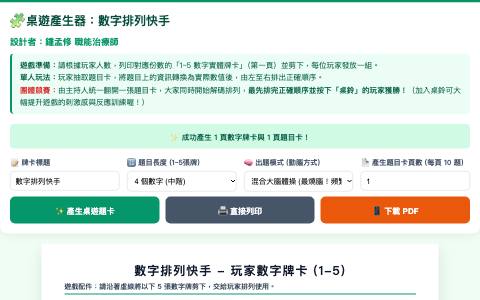 桌遊產生器：數字排列快手
設計者：鍾孟修 職能治療師
遊戲準備：請根據玩家人數，列印對應份數的「1-5 數字實體牌卡」（第一頁）並剪下，每位玩家發放一組。
單人玩法：玩家抽取題目卡，將題目上的資訊轉換為實際數值後，由左至右排出正確順序。
團體競賽：由主持人統一翻開一張題目卡，大家同時開始解碼排列，最先排完正確順序並按下「桌鈴」的玩家獲勝！（加入桌鈴可大
幅提升遊戲的刺激感與反應訓練喔！）
✨ 成功產生 1 頁數字牌卡與 1 頁題目卡！
牌卡標題
題目長度 (1-5張牌)
出題模式 (動腦方式)
產生題目卡頁數 (每頁 10 題)
數字排列快手
4 個數字 (中階)
混合大腦體操 (最燒腦！頻繁
1
✨ 產生桌遊題卡
直接列印
下載 PDF
數字排列快手 – 玩家數字牌卡 (1–5)
遊戲配件：請沿著虛線將以下 5 張數字牌剪下，交給玩家排列使用。